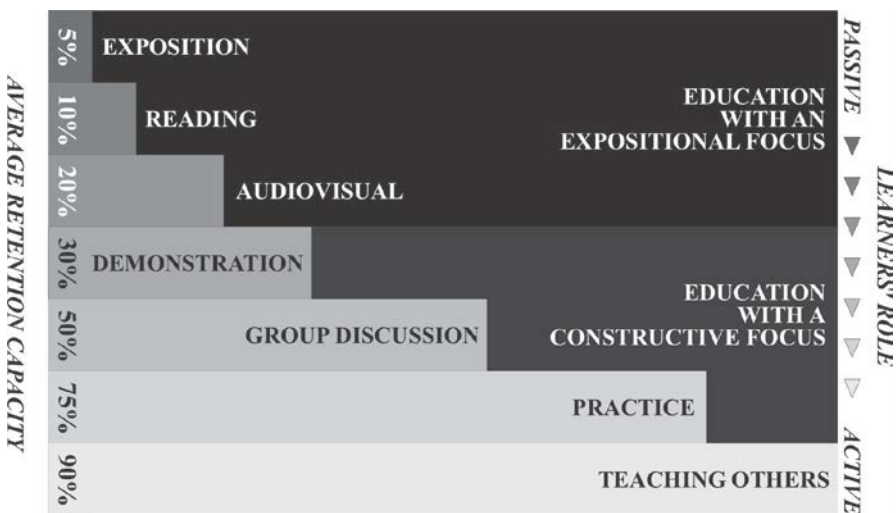 AVERAGE RETENTION CAPACITY
5%
EXPOSITION
10%
READING
20%
AUDIOVISUAL
EDUCATION
WITH AN
EXPOSITIONAL FOCUS
30%
DEMONSTRATION
50%
GROUP DISCUSSION
75%
PRACTICE
90%
TEACHING OTHERS
EDUCATION
WITH A
CONSTRUCTIVE FOCUS
PASSIVE
ACTIVE
LEARNERS' ROLE